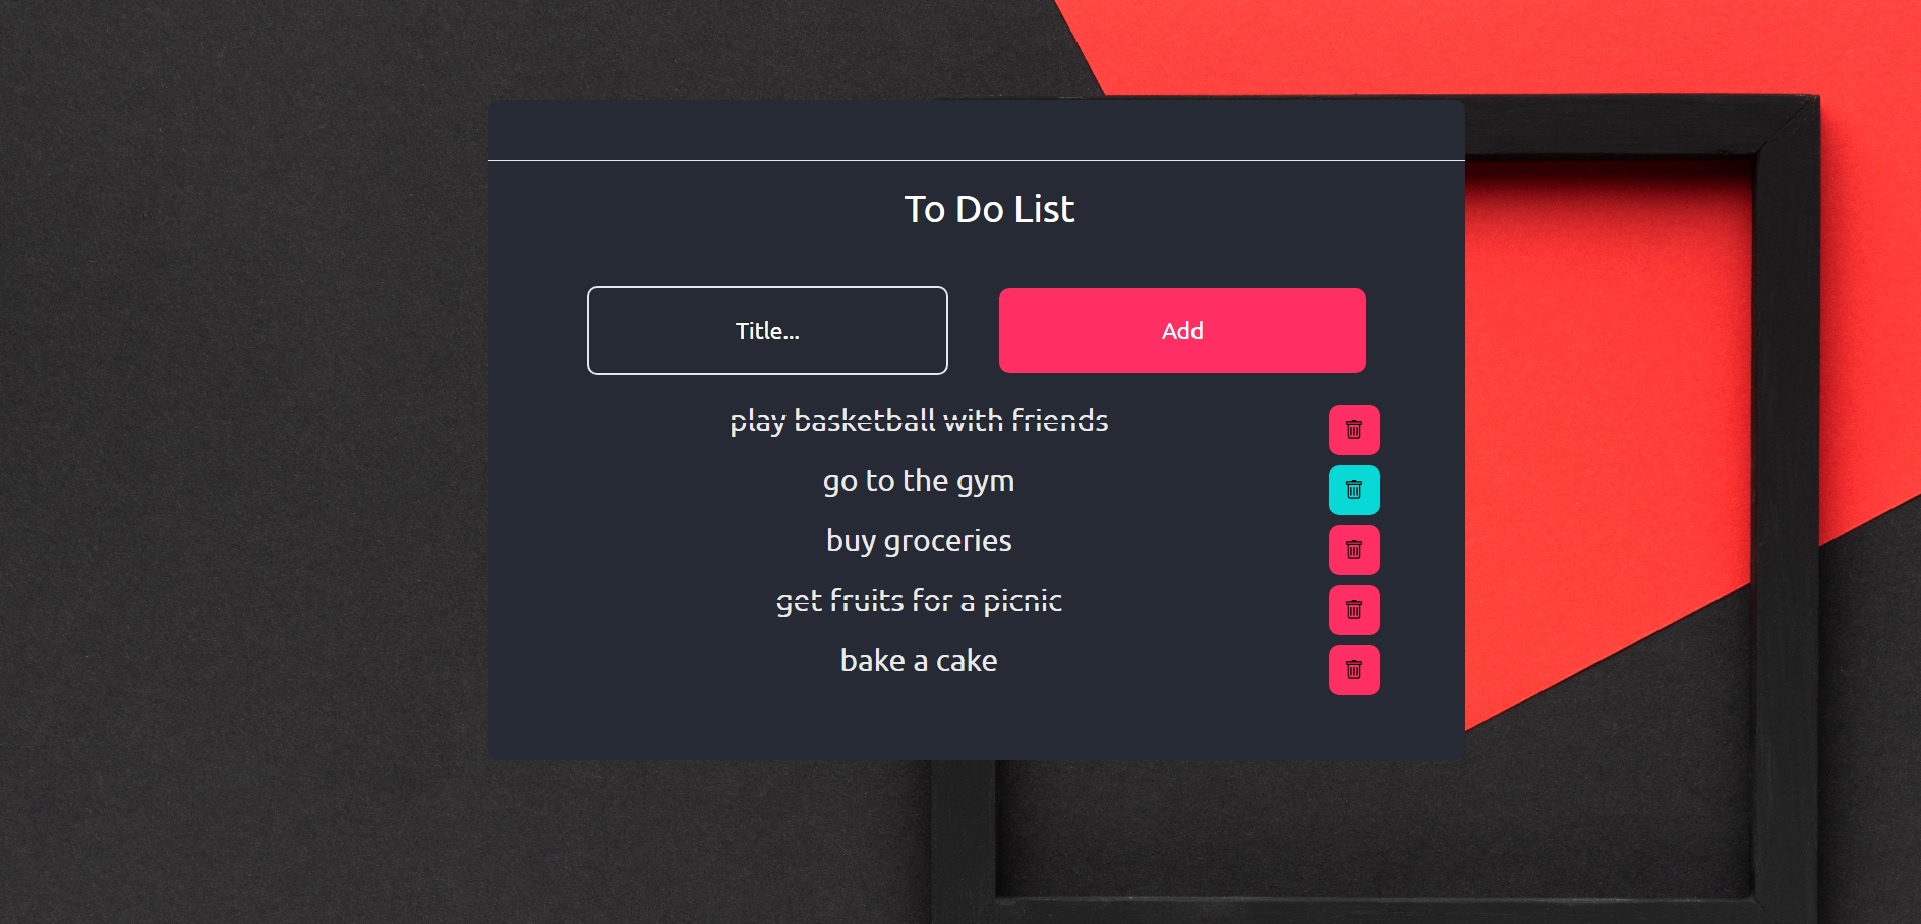 To Do List
Title...
Add
play basketball with friends
go to the gym
buy groceries
get fruits for a picnic
bake a cake